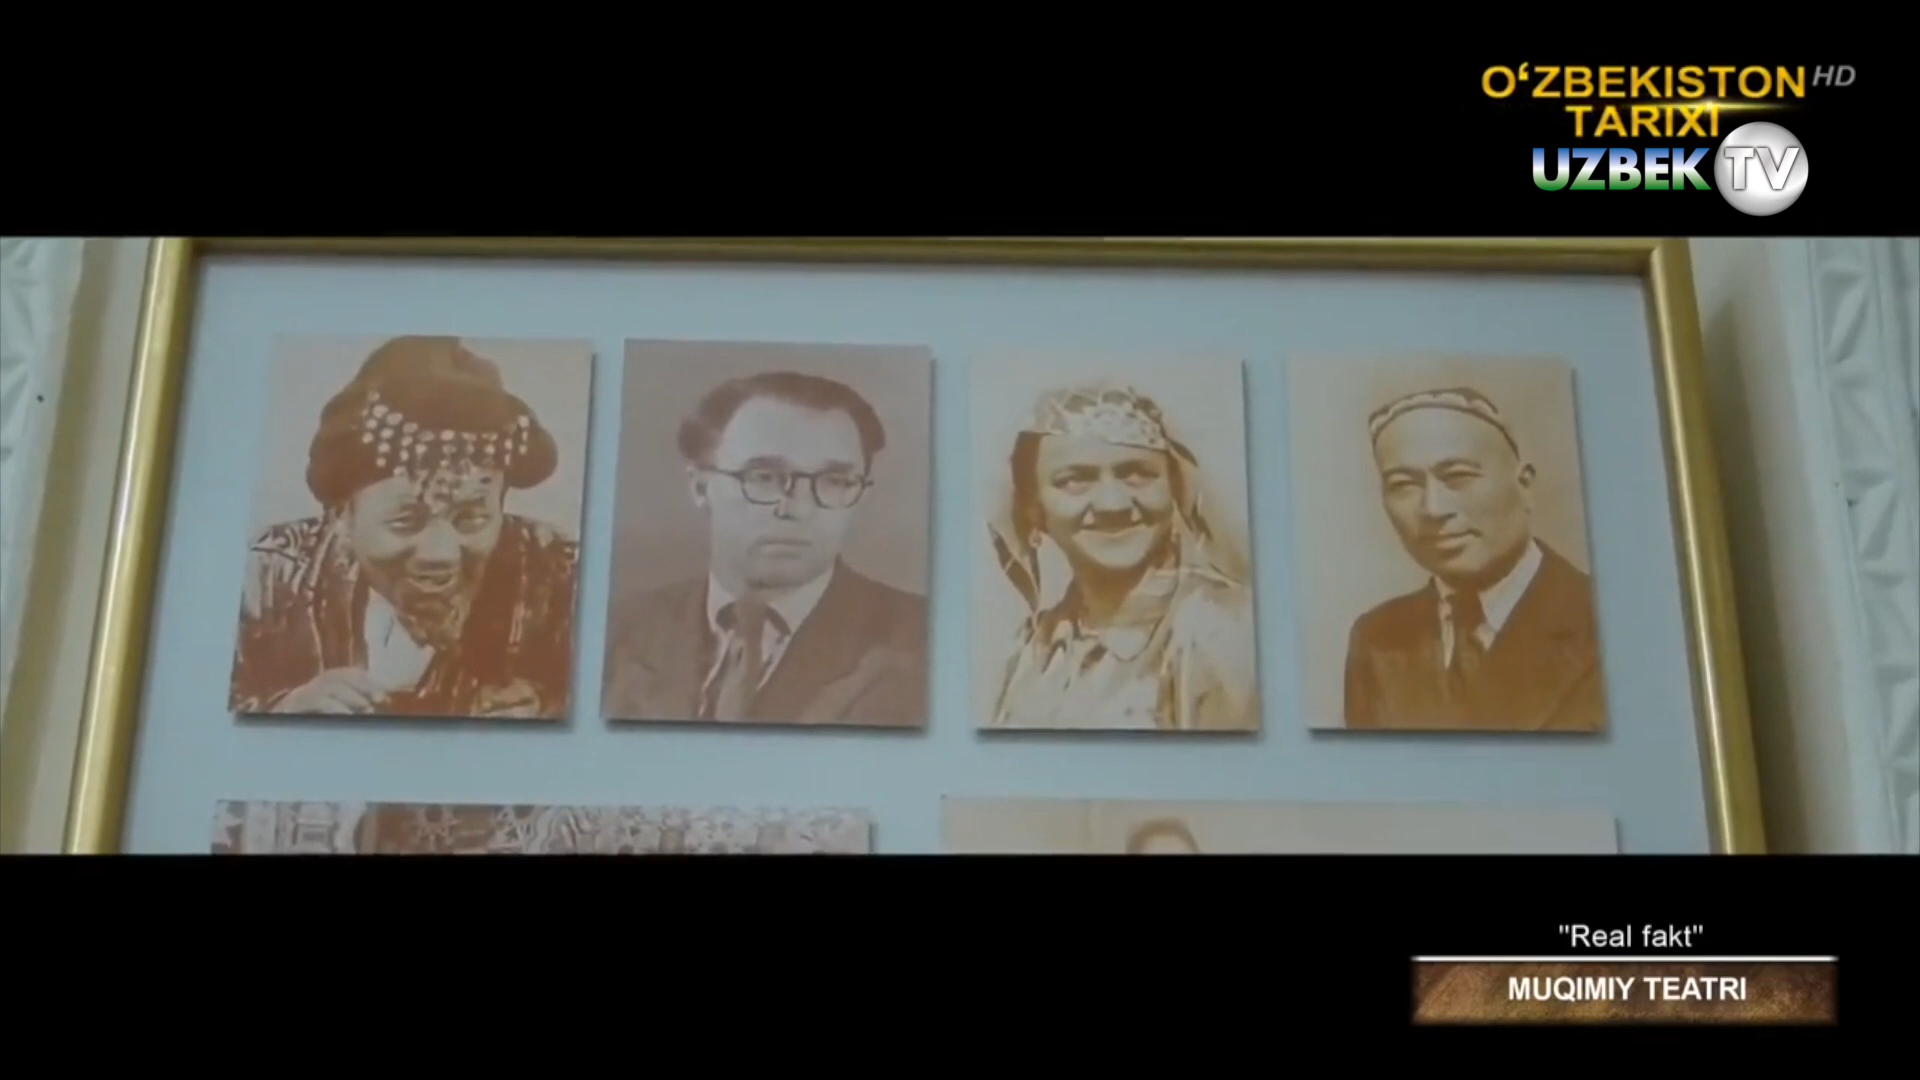 O‘ZBEKISTON HD
TARIXI
UZBEK TV
"Real fakt"
MUQIMIY TEATRI